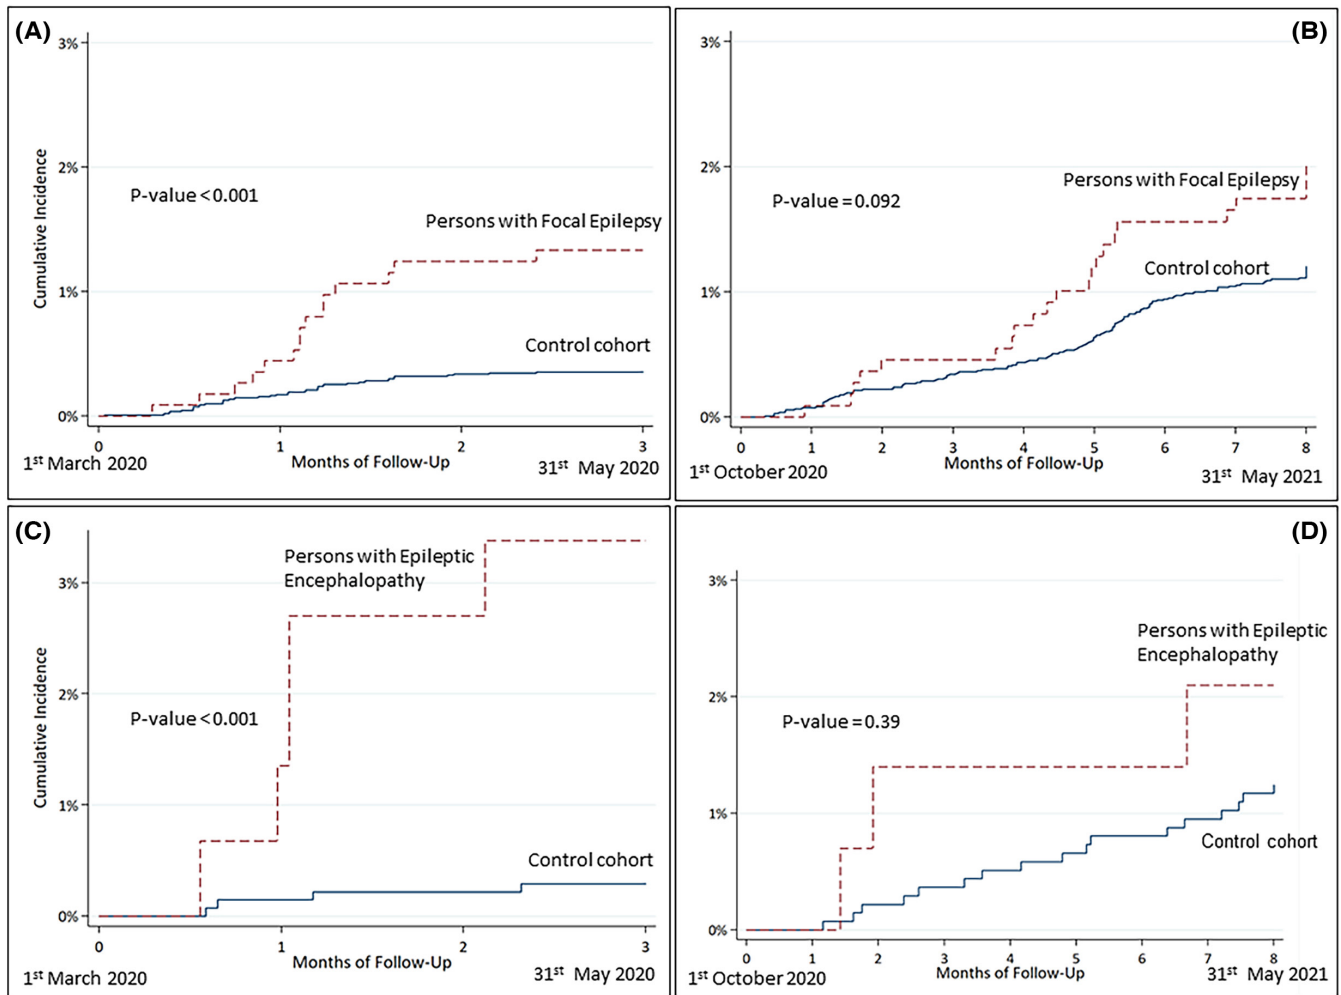 (A)
3%
2%
1%
0%
Cumulative Incidence
P-value < 0.001
Persons with Focal Epilepsy
Control cohort
0 1 2 3
1st March 2020 Months of Follow-Up 31st May 2020
(B)
3%
2%
1%
0%
P-value = 0.092
Persons with Focal Epilepsy
Control cohort
0 1 2 3 4 5 6 7 8
1st October 2020 Months of Follow-Up 31st May 2021
(C)
3%
2%
1%
0%
Cumulative Incidence
Persons with Epileptic
Encephalopathy
P-value < 0.001
Control cohort
0 1 2 3
1st March 2020 Months of Follow-Up 31st May 2020
(D)
3%
2%
1%
0%
Persons with Epileptic
Encephalopathy
P-value = 0.39
Control cohort
0 1 2 3 4 5 6 7 8
1st October 2020 Months of Follow-Up 31st May 2021